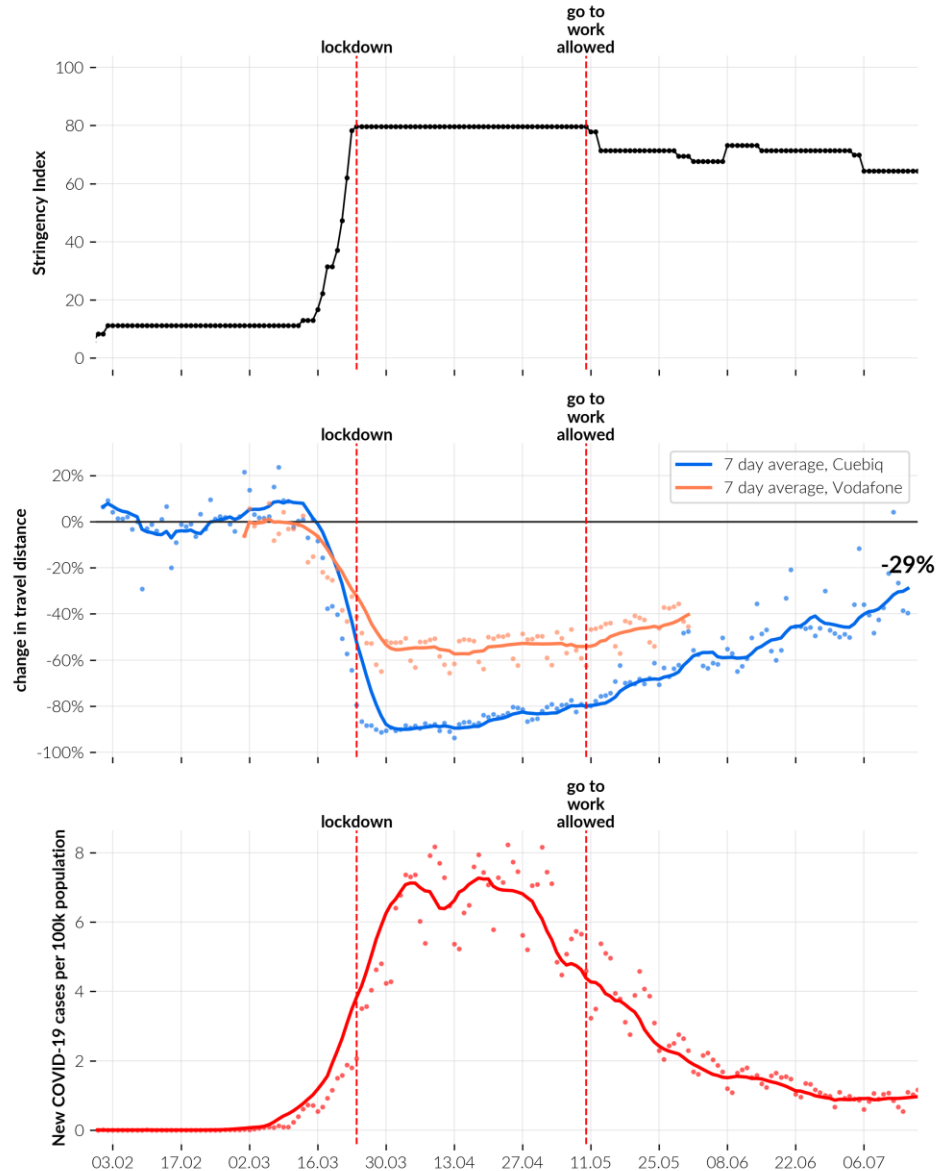 go to
work
lockdown allowed
100
80
60
40
20
0
Stringency Index
go to
work
lockdown allowed
20%
0%
-20%
-40%
-60%
-80%
-100%
change in travel distance
7 day average, Cuebiq
7 day average, Vodafone
-29%
go to
work
lockdown allowed
8
6
4
2
0
New COVID-19 cases per 100k population
03.02 17.02 02.03 16.03 30.03 13.04 27.04 11.05 25.05 08.06 22.06 06.07